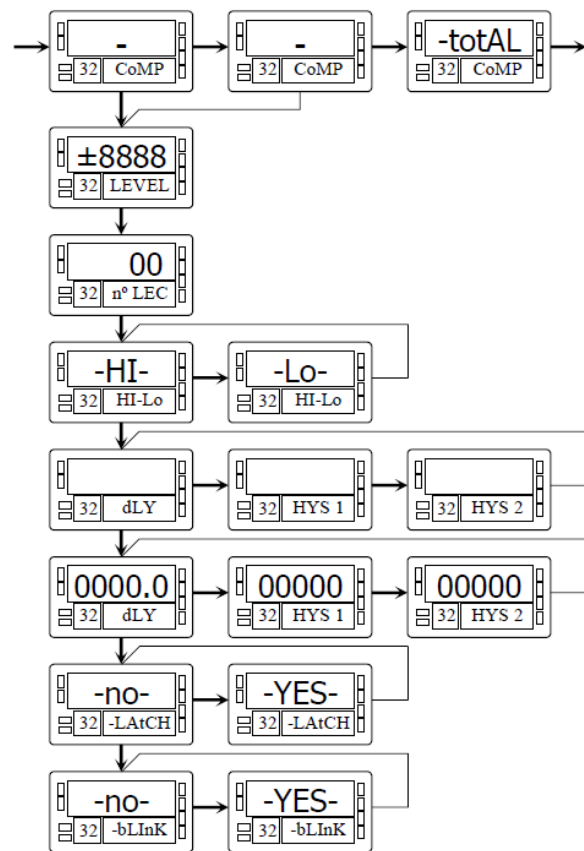 - - -totAL
32 CoMP 32 CoMP 32 CoMP
±8888
32 LEVEL
00
32 nº LEC
-HI- -Lo-
32 HI-Lo 32 HI-Lo
32 dLY 32 HYS 1 32 HYS 2
0000.0 00000 00000
32 dLY 32 HYS 1 32 HYS 2
-no- -YES-
32 -LAtCH 32 -LAtCH
-no- -YES-
32 -bLInK 32 -bLInK